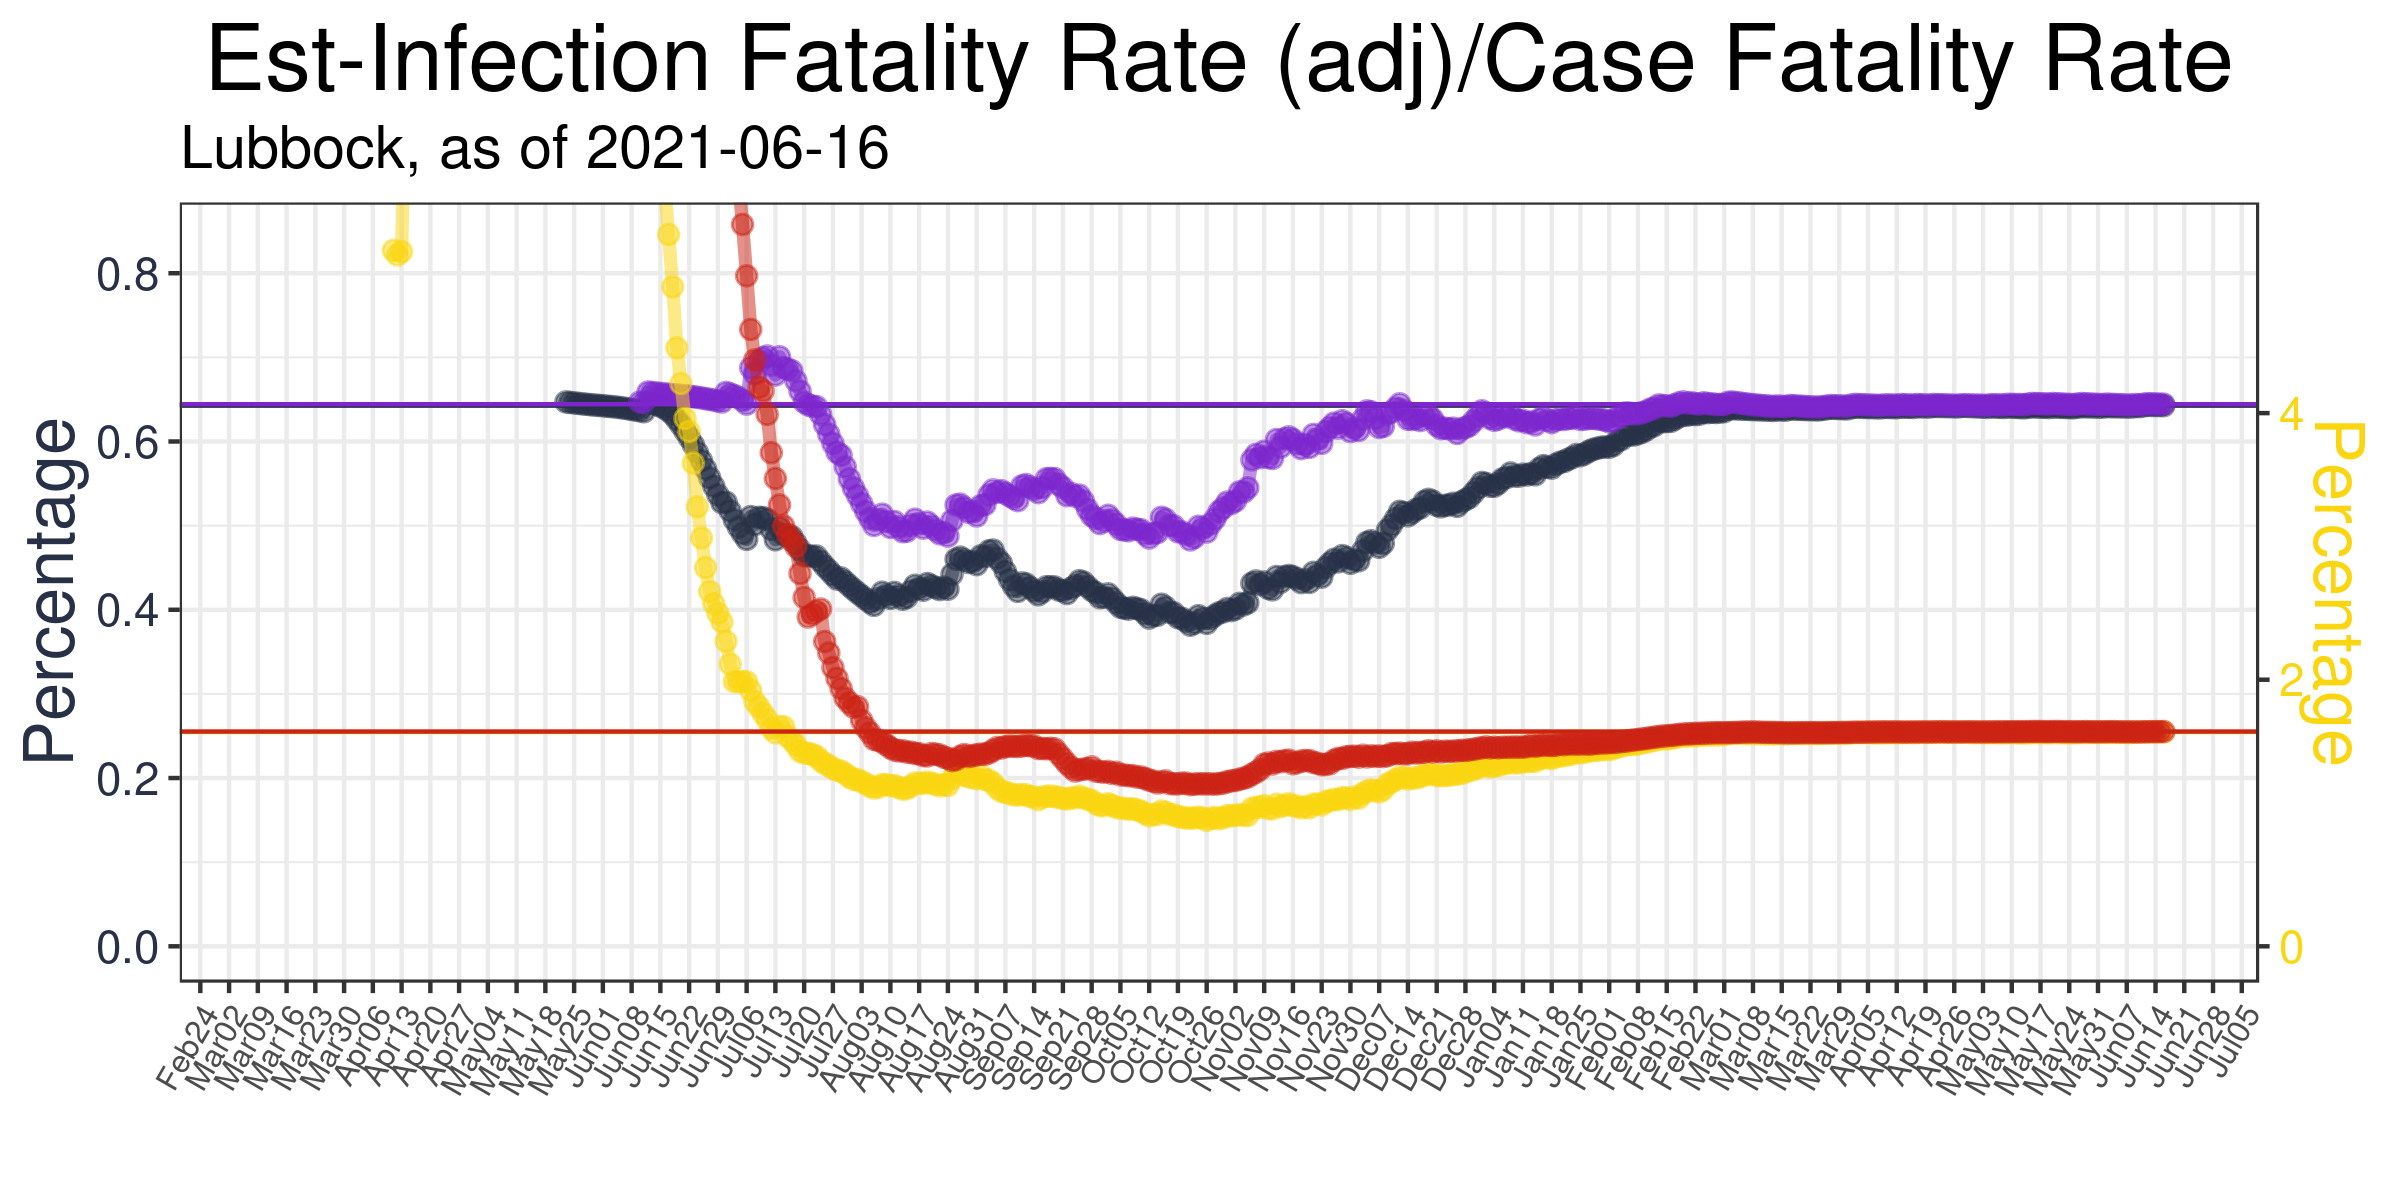 Est-Infection Fatality Rate (adj)/Case Fatality Rate
Lubbock, as of 2021-06-16
Percentage
0.8
0.6
0.4
0.2
0.0
4
2
0
Percentage
Feb24
Mar02
Mar09
Mar16
Mar23
Mar30
Apr06
Apr13
Apr20
Apr27
May04
May11
May18
May25
Jun01
Jun08
Jun15
Jun22
Jun29
Jul06
Jul13
Jul20
Jul27
Aug03
Aug10
Aug17
Aug24
Aug31
Sep07
Sep14
Sep21
Sep28
Oct05
Oct12
Oct19
Oct26
Nov02
Nov09
Nov16
Nov23
Nov30
Dec07
Dec14
Dec21
Dec28
Jan04
Jan11
Jan18
Jan25
Feb01
Feb08
Feb15
Feb22
Mar01
Mar08
Mar15
Mar22
Mar29
Apr05
Apr12
Apr19
Apr26
May03
May10
May17
May24
May31
Jun07
Jun14
Jun21
Jun28
Jul05